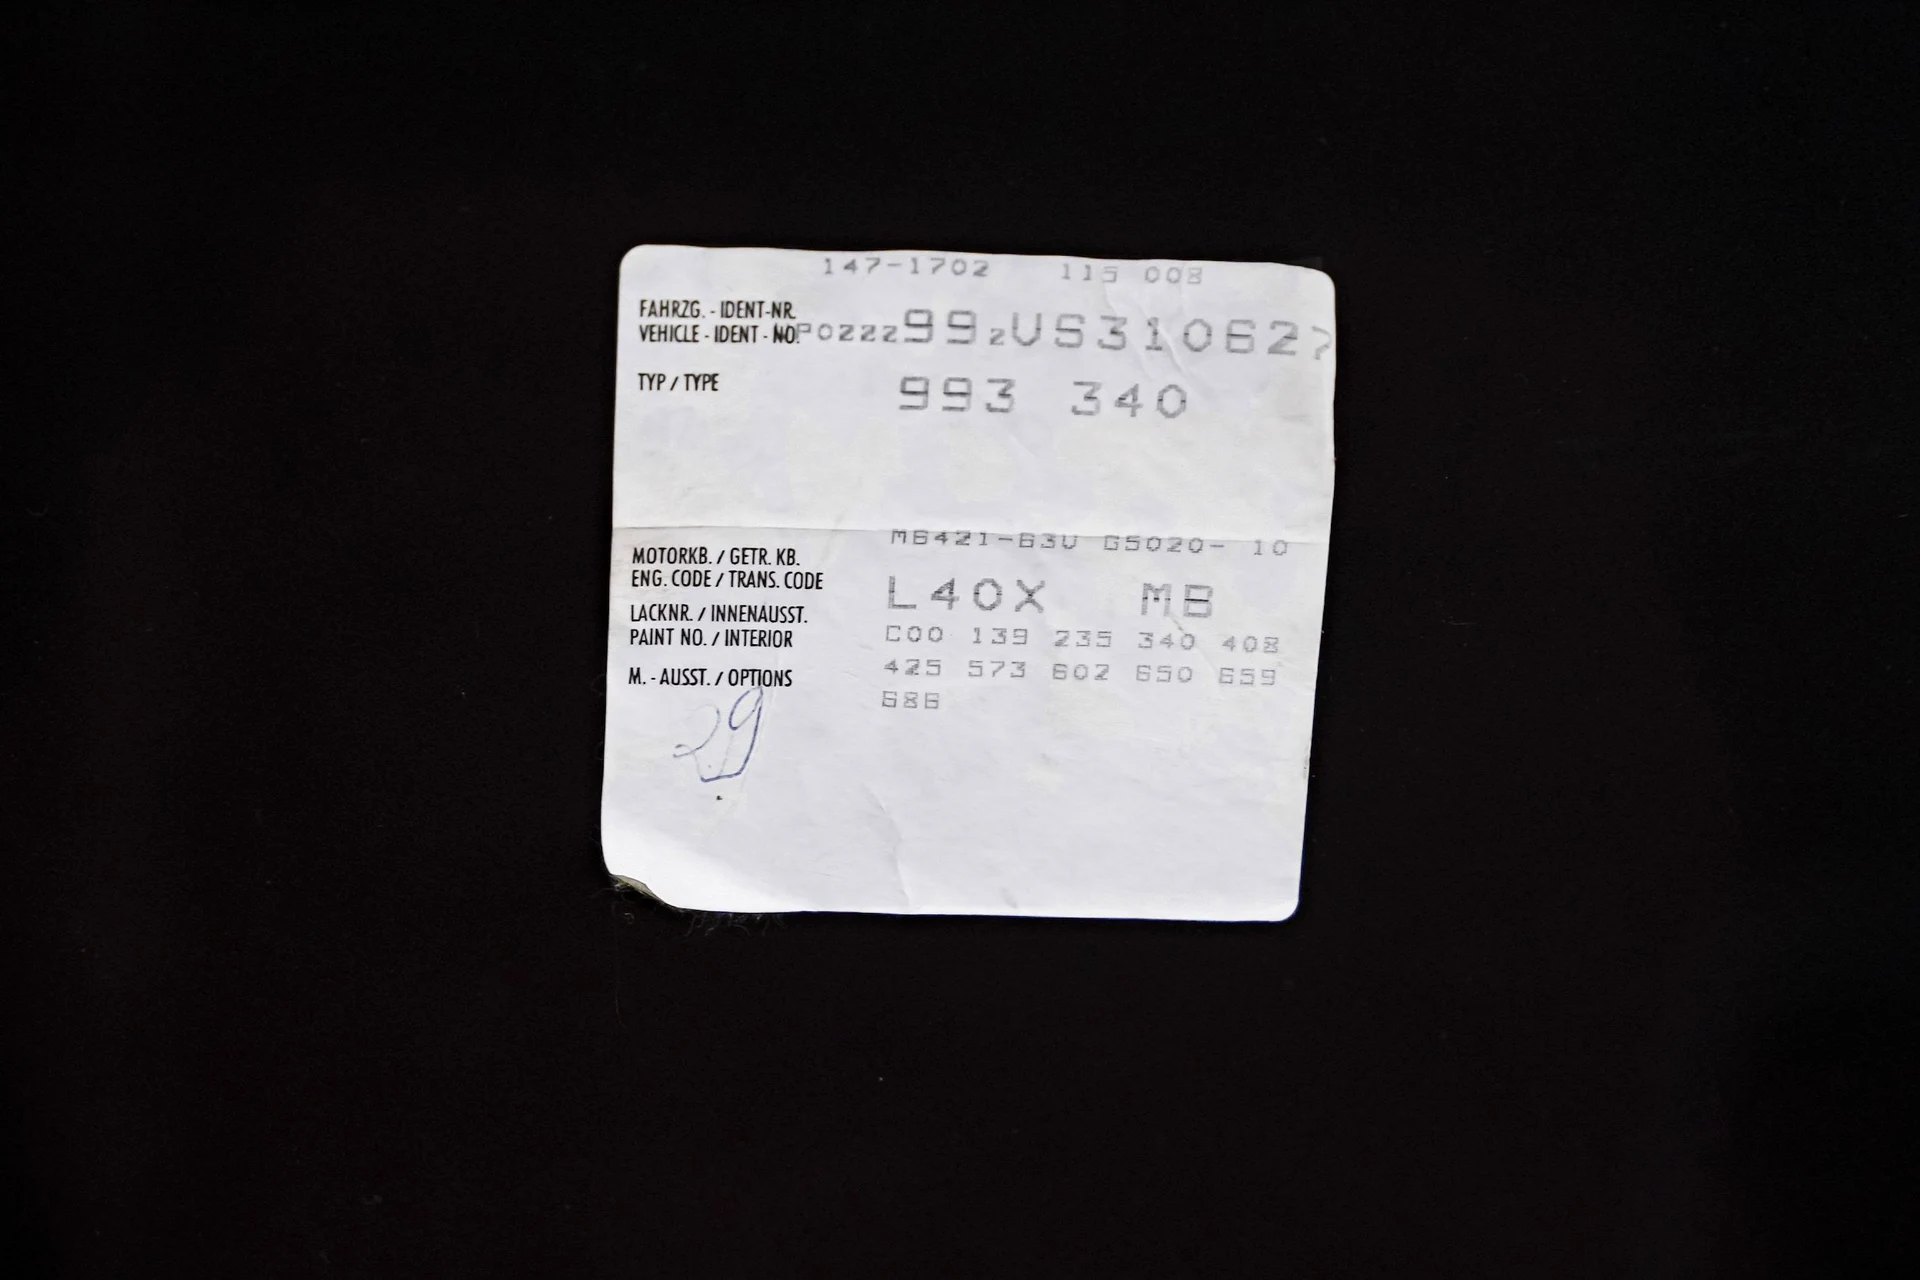 147-1702 115 008
FAHRZG. - IDENT-NR.
VEHICLE - IDENT - NO. P0ZZZ99ZVS310627
TYP / TYPE 993 340
M6421-63U G5020- 10
MOTORKB. / GETR. KB.
ENG. CODE / TRANS. CODE
L40X MB
LACKNR. / INNENAUSST.
PAINT NO. / INTERIOR
C00 139 235 340 408
M. - AUSST. / OPTIONS
425 573 602 650 659
686
29